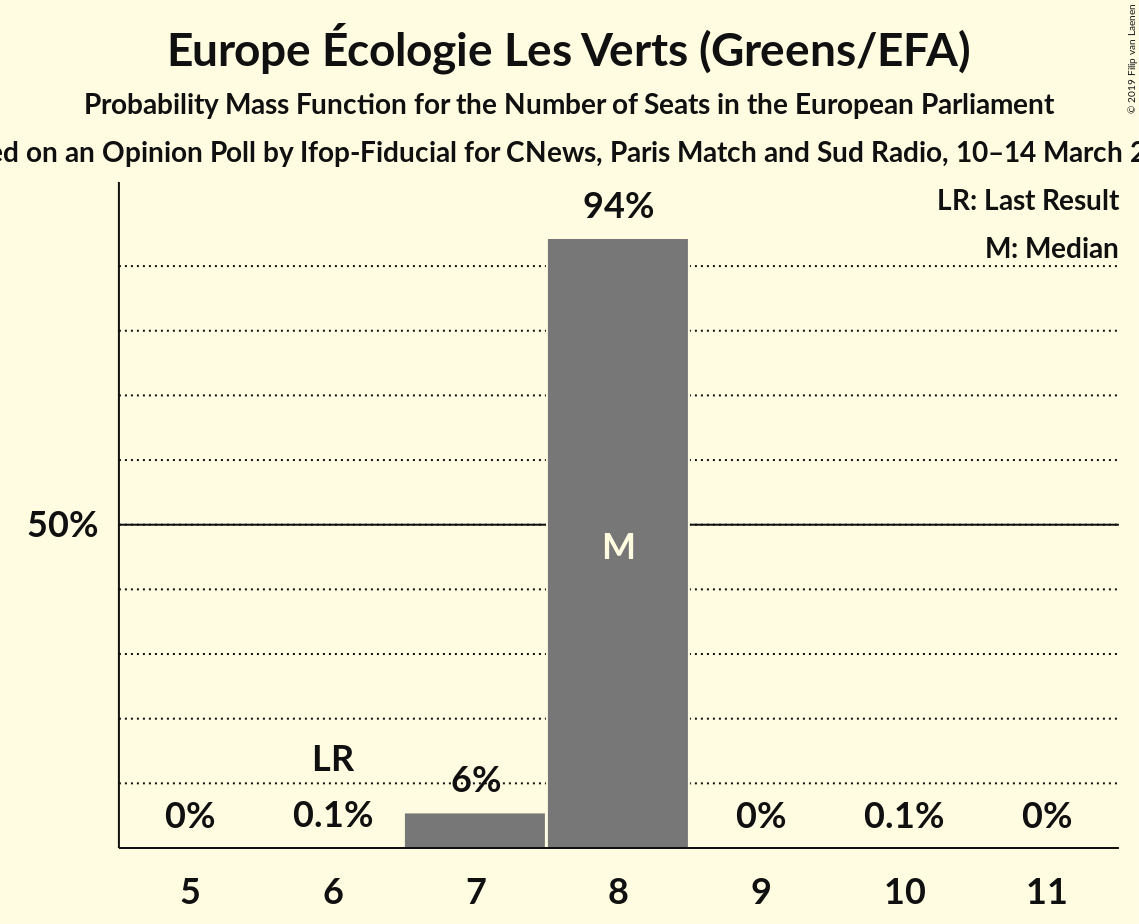 Europe Écologie Les Verts (Greens/EFA)
Probability Mass Function for the Number of Seats in the European Parliament
on an Opinion Poll by Ifop-Fiducial for CNews, Paris Match and Sud Radio, 10–14 March
© 2019 Filip van Laenen
LR: Last Result
M: Median
94%
50%
M
LR
6%
0% 0.1% 0% 0.1% 0%
5 6 7 8 9 10 11